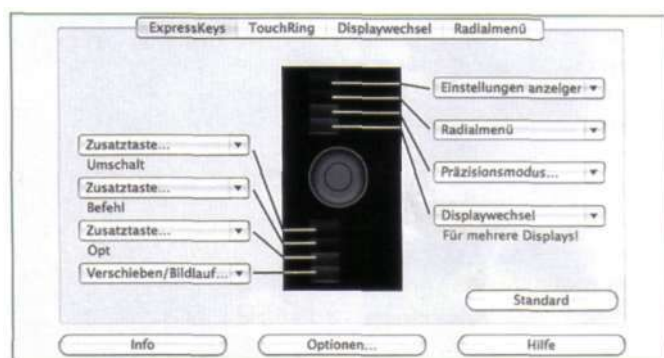 ExpressKeys TouchRing Displaywechsel Radialmenü
Einstellungen anzeigen
Radialmenü
Präzisionsmodus...
Displaywechsel
Für mehrere Displays!
Zusatztaste...
Umschalt
Zusatztaste...
Befehl
Zusatztaste...
Opt
Verschieben/Bildlauf...
Standard
Info Optionen... Hilfe